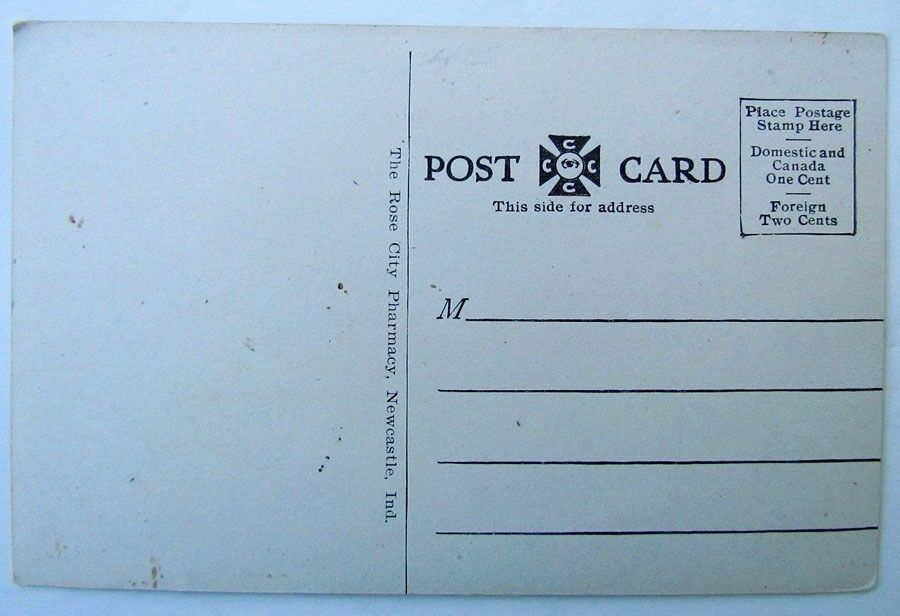 The Rose City Pharmacy, Newcastle, Ind.
POST CARD
C
C C
C
This side for address
Place Postage
Stamp Here
Domestic and
Canada
One Cent
Foreign
Two Cents
M